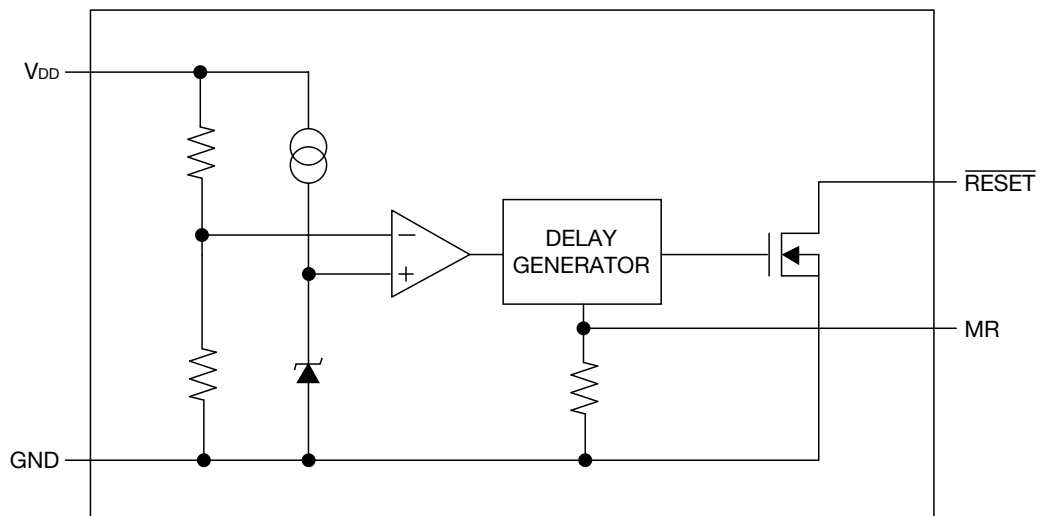 VDD
RESET
−
DELAY
GENERATOR
+
MR
GND